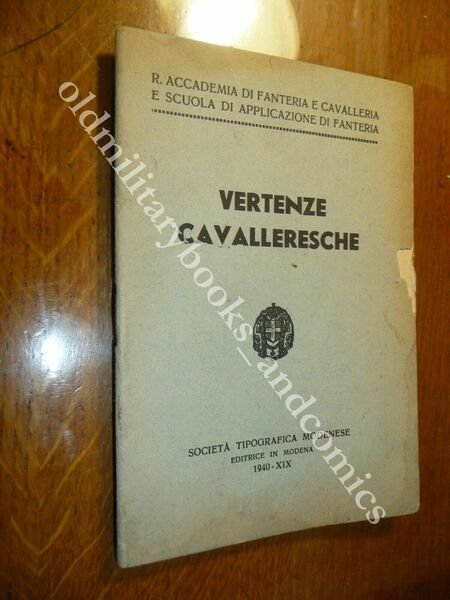 R. ACCADEMIA DI FANTERIA E CAVALLERIA
E SCUOLA DI APPLICAZIONE DI FANTERIA
VERTENZE
CAVALLERESCHE
SOCIETÀ TIPOGRAFICA MODENESE
EDITRICE IN MODENA
1940-XIX
oldmilitarybooks_andcomics